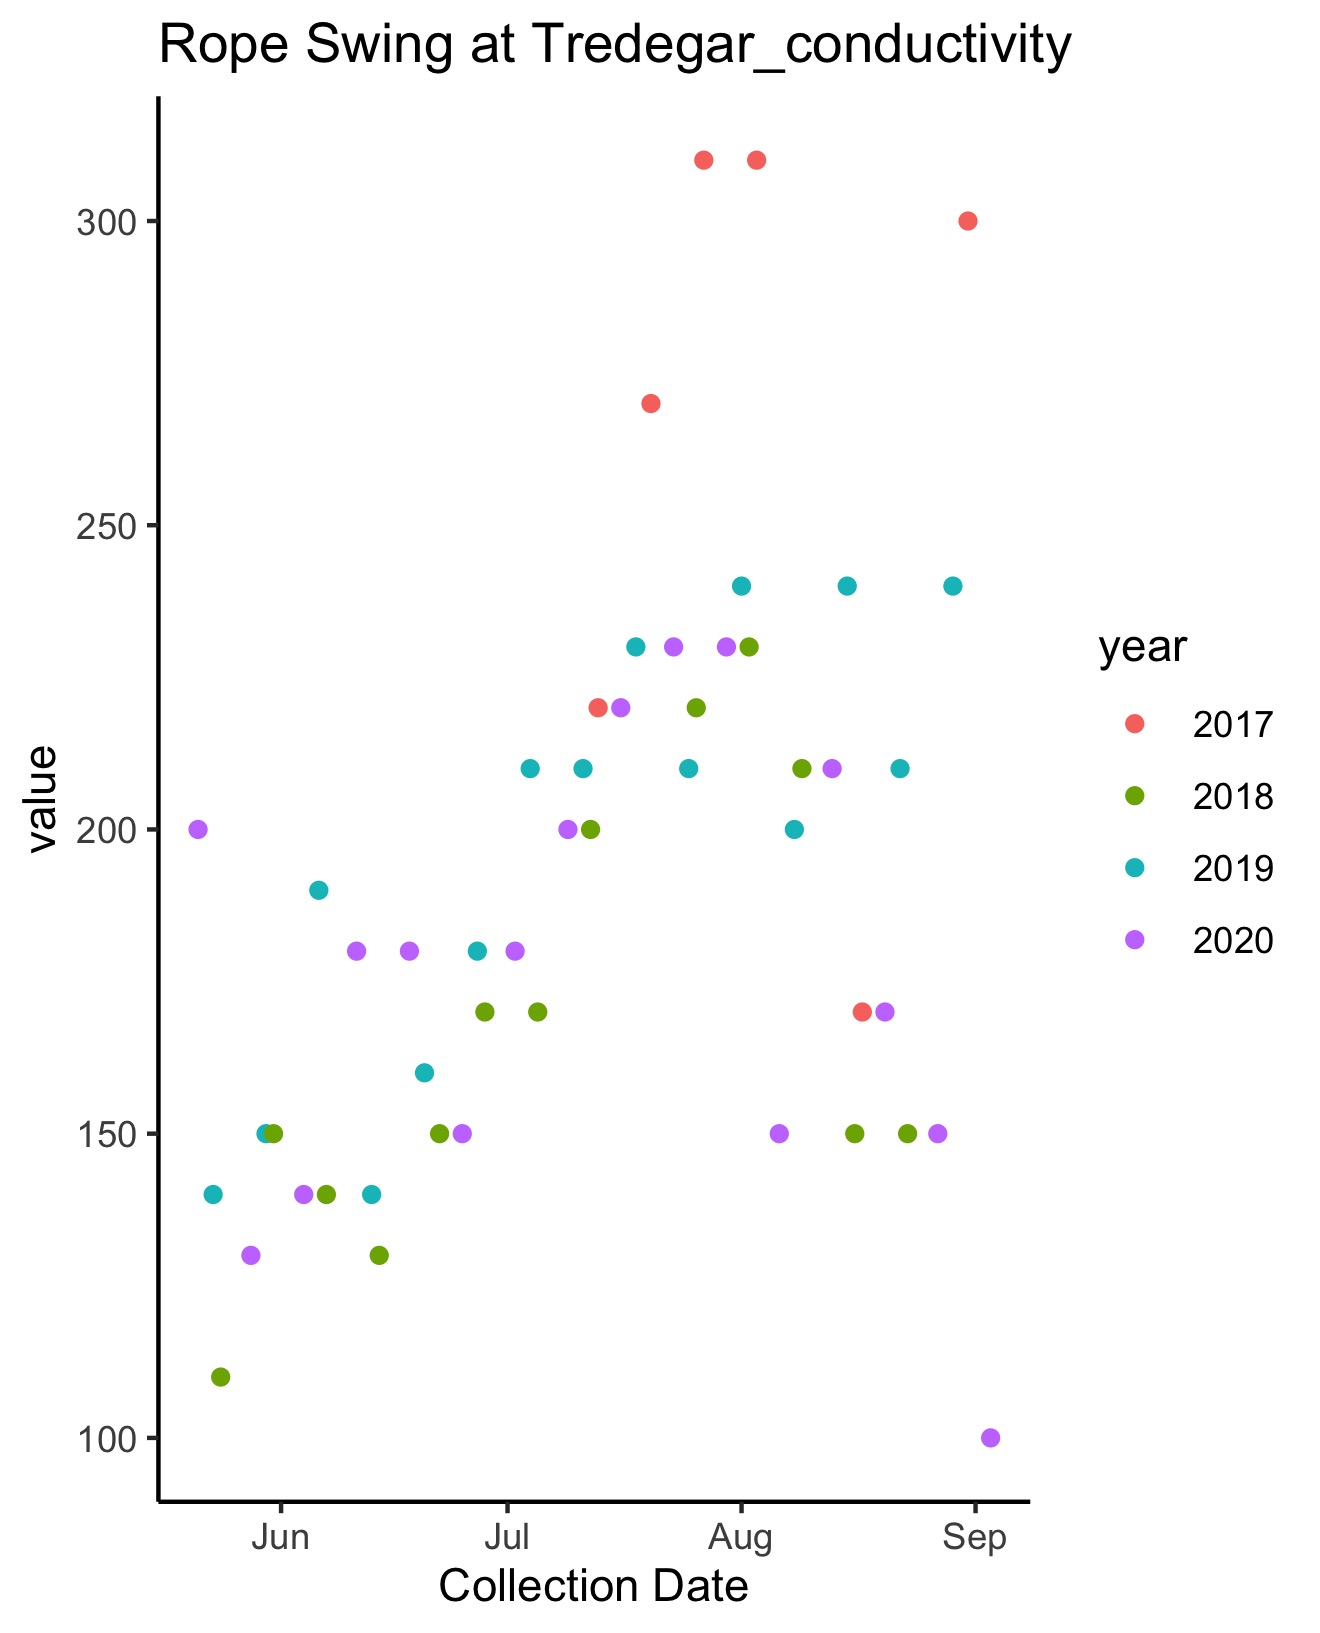 Rope Swing at Tredegar_conductivity
300
250
200
150
100
value
Jun Jul Aug Sep
Collection Date
year
2017
2018
2019
2020